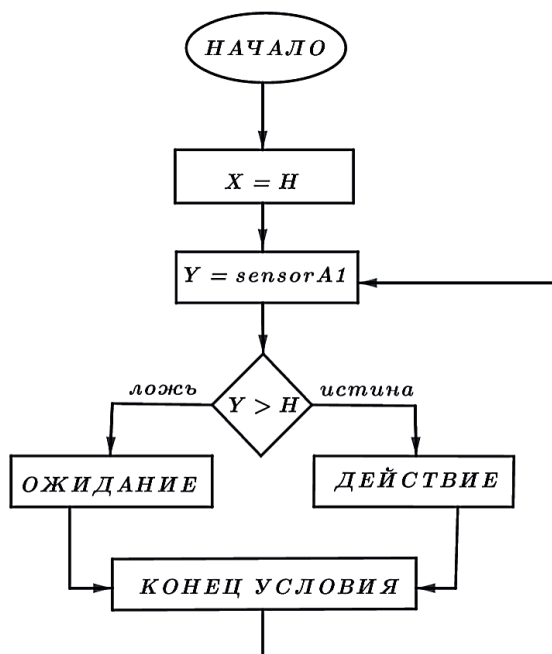 НАЧАЛО
X = H
Y = sensorA1
ложь
Y > H
истина
ОЖИДАНИЕ
ДЕЙСТВИЕ
КОНЕЦ УСЛОВИЯ